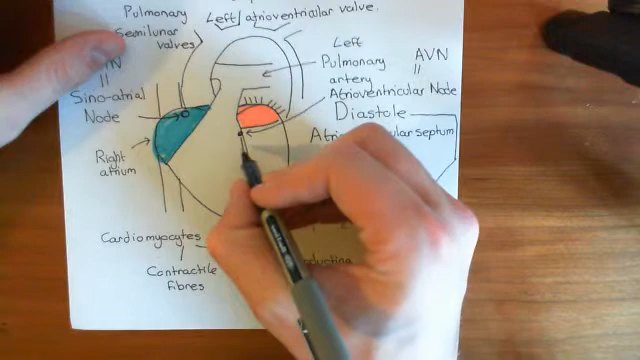 Pulmonary
Semilunar
valves
Left atrioventricular valve.
Left
Pulmonary
artery
Atrioventricular Node
AVN
=
Diastole
septum
N
=
Sino-atrial
Node
Right
atrium
Cardiomyocytes
Contractile
fibres